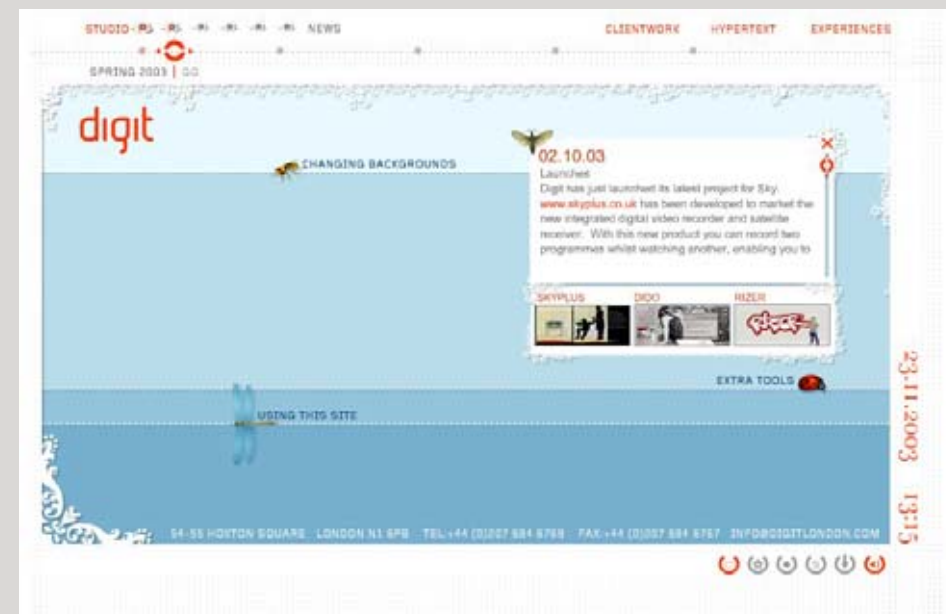 STUDIO NEWS CLIENTWORK HYPERTEXT EXPERIENCES
SPRING 2003 | GO
digit
CHANGING BACKGROUNDS
02.10.03
Launched
Digit has just launched its latest project for Sky.
www.skyplus.co.uk has been developed to market the
new integrated digital video recorder and satellite
receiver. With this new product you can record two
programmes whilst watching another, enabling you to
SKYPLUS DIDO RIZER
EXTRA TOOLS
USING THIS SITE
23.11.2003 13:15
54-55 HOXTON SQUARE LONDON N1 6PB TEL:+44 (0)207 684 6769 FAX:+44 (0)207 684 6767 INFO@DIGITLONDON.COM